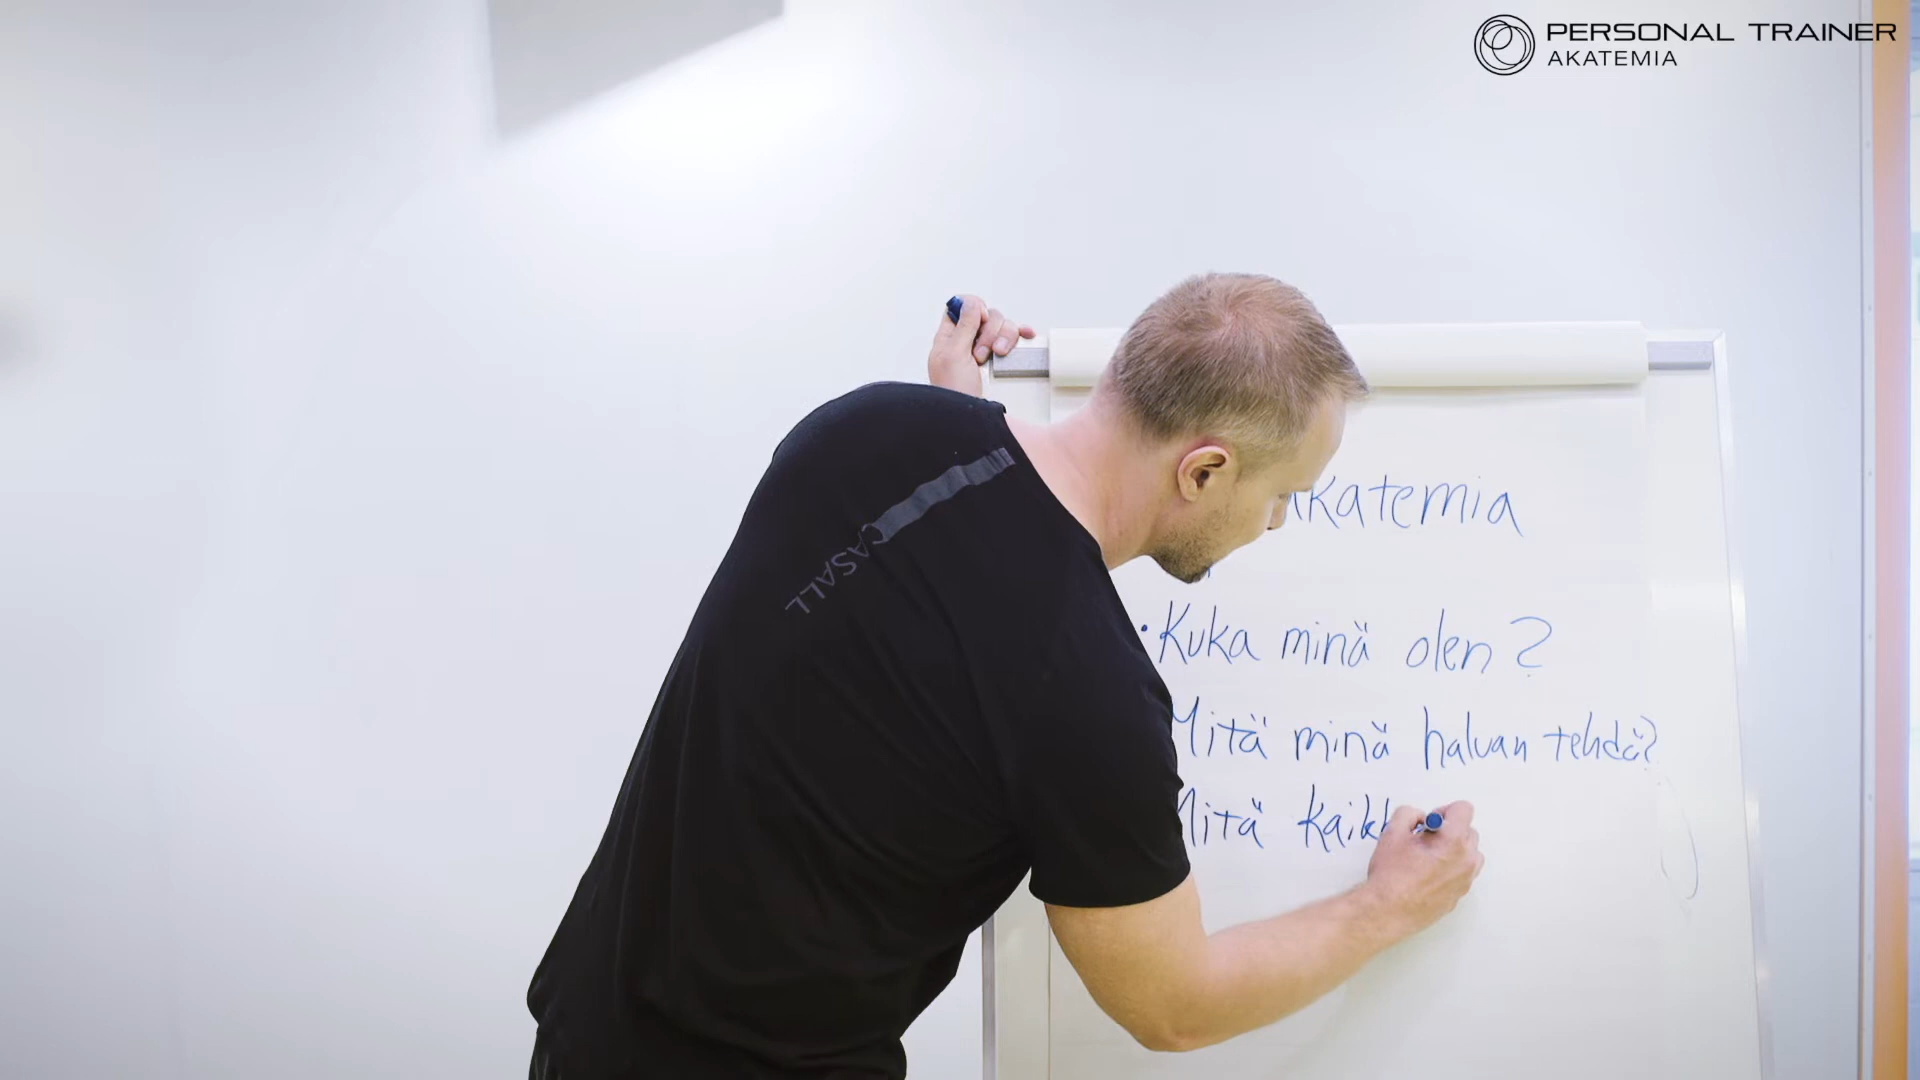 PERSONAL TRAINER
AKATEMIA
CASALL
akatemia
• Kuka minä olen?
Mitä minä haluan tehdä?
Mitä